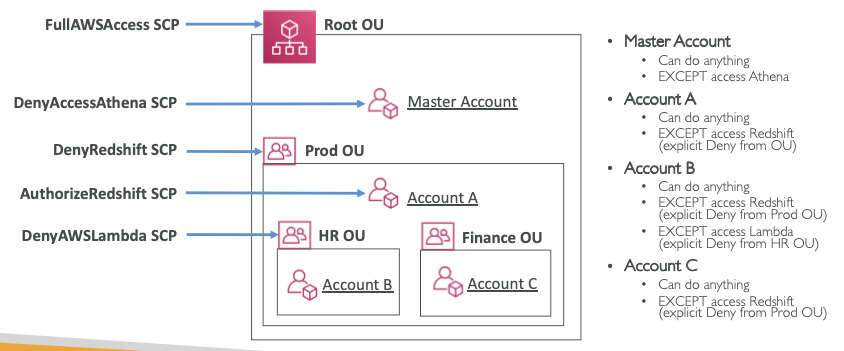 FullAWSAccess SCP
Root OU
DenyAccessAthena SCP
Master Account
DenyRedshift SCP
Prod OU
AuthorizeRedshift SCP
Account A
DenyAWSLambda SCP
HR OU
Finance OU
Account B
Account C
• Master Account
• Can do anything
• EXCEPT access Athena
• Account A
• Can do anything
• EXCEPT access Redshift
(explicit Deny from OU)
• Account B
• Can do anything
• EXCEPT access Redshift
(explicit Deny from Prod OU)
• EXCEPT access Lambda
(explicit Deny from HR OU)
• Account C
• Can do anything
• EXCEPT access Redshift
(explicit Deny from Prod OU)